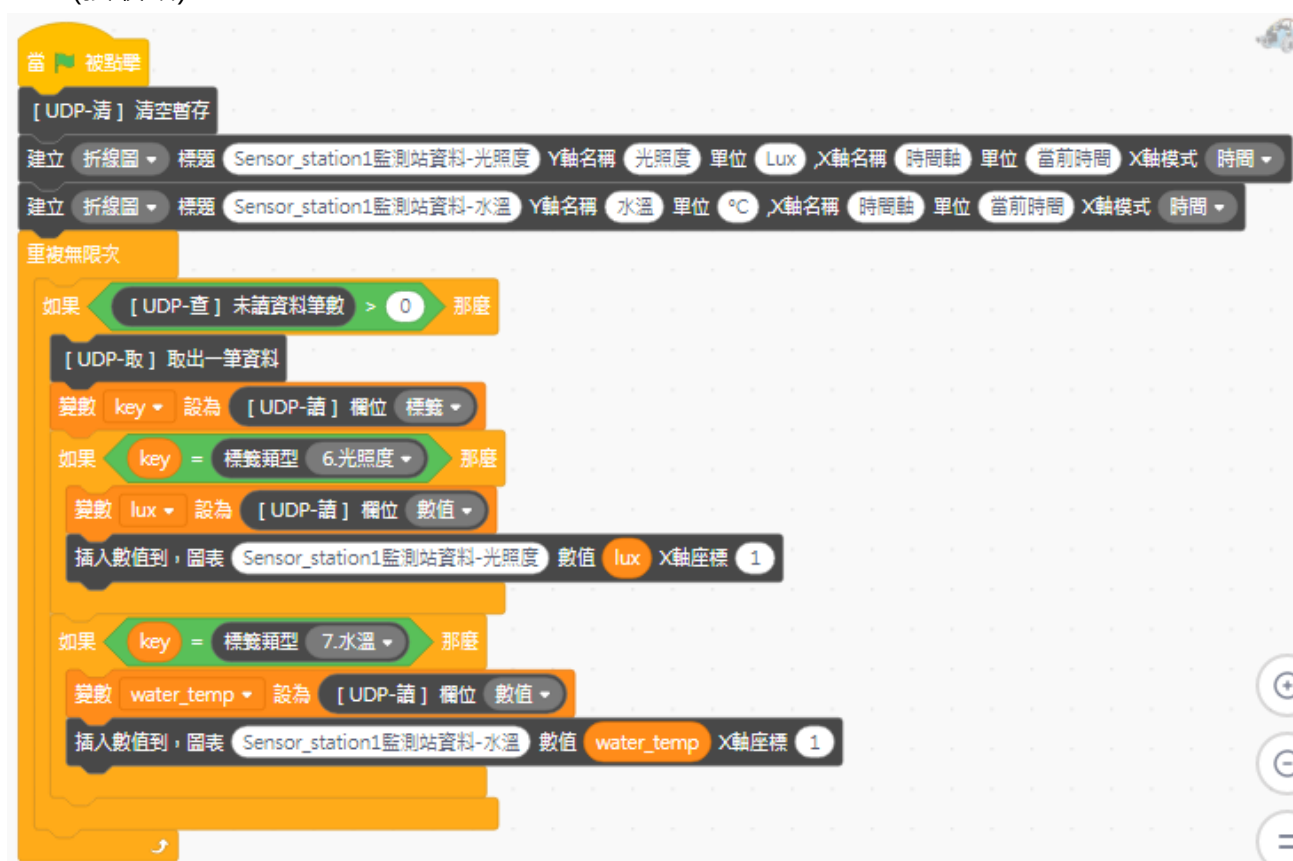 當 被點擊
[ UDP-清 ] 清空暫存
建立 折線圖 標題 Sensor_station1監測站資料-光照度 Y軸名稱 光照度 單位 Lux ,X軸名稱 時間軸 單位 當前時間 X軸模式 時間
建立 折線圖 標題 Sensor_station1監測站資料-水溫 Y軸名稱 水溫 單位 °C ,X軸名稱 時間軸 單位 當前時間 X軸模式 時間
重複無限次
如果 [ UDP-查 ] 未讀資料筆數 > 0 那麼
[ UDP-取 ] 取出一筆資料
變數 key 設為 [ UDP-讀 ] 欄位 標籤
如果 key = 標籤類型 6.光照度 那麼
變數 lux 設為 [ UDP-讀 ] 欄位 數值
插入數值到，圖表 Sensor_station1監測站資料-光照度 數值 lux X軸座標 1
如果 key = 標籤類型 7.水溫 那麼
變數 water_temp 設為 [ UDP-讀 ] 欄位 數值
插入數值到，圖表 Sensor_station1監測站資料-水溫 數值 water_temp X軸座標 1